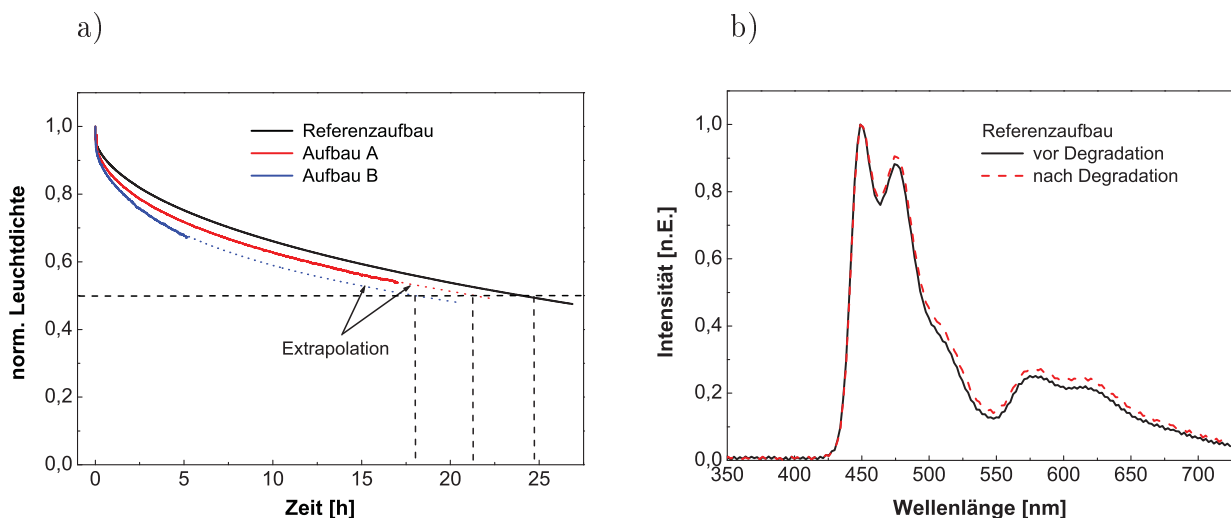 a)
norm. Leuchtdichte
1,0
0,8
0,6
0,4
0,2
0,0
Referenzaufbau
Aufbau A
Aufbau B
Extrapolation
0
5
10
15
20
25
Zeit [h]
b)
Intensität [n.E.]
1,0
0,8
0,6
0,4
0,2
0,0
Referenzaufbau
vor Degradation
nach Degradation
350
400
450
500
550
600
650
700
Wellenlänge [nm]